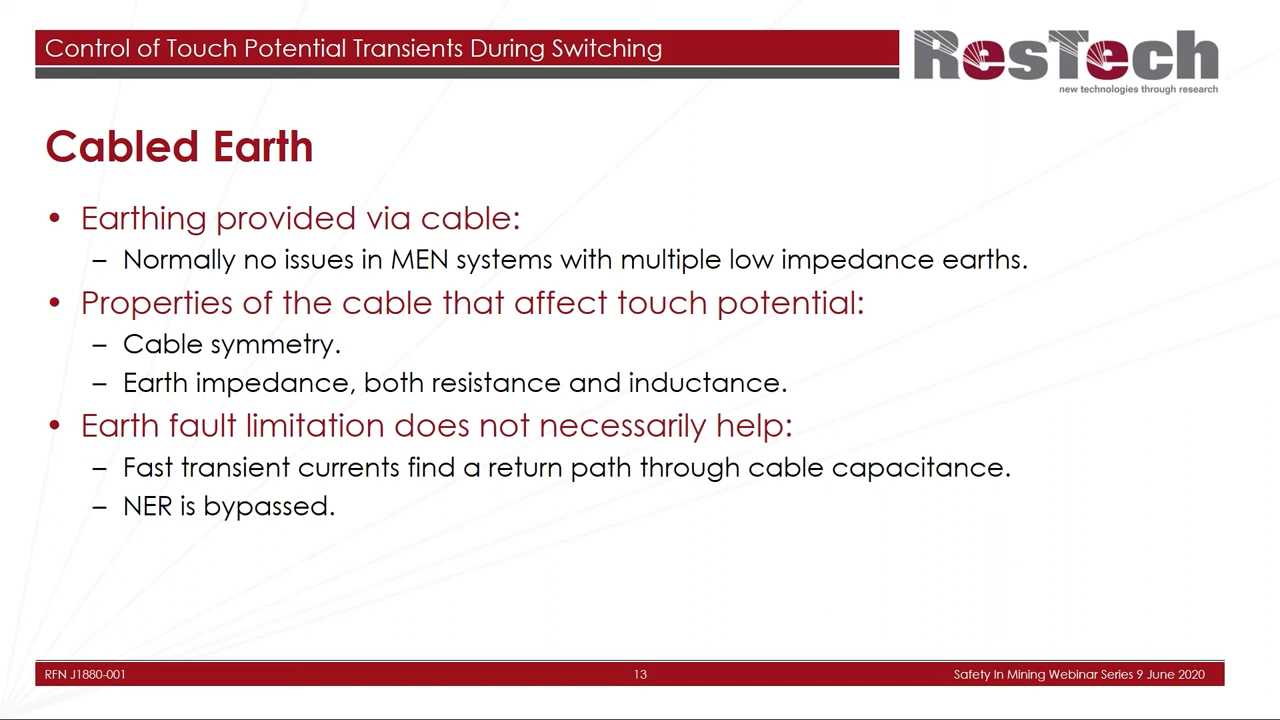 Control of Touch Potential Transients During Switching
ResTech
new technologies through research
Cabled Earth
• Earthing provided via cable:
– Normally no issues in MEN systems with multiple low impedance earths.
• Properties of the cable that affect touch potential:
– Cable symmetry.
– Earth impedance, both resistance and inductance.
• Earth fault limitation does not necessarily help:
– Fast transient currents find a return path through cable capacitance.
– NER is bypassed.
RFN J1880-001
13
Safety In Mining Webinar Series 9 June 2020